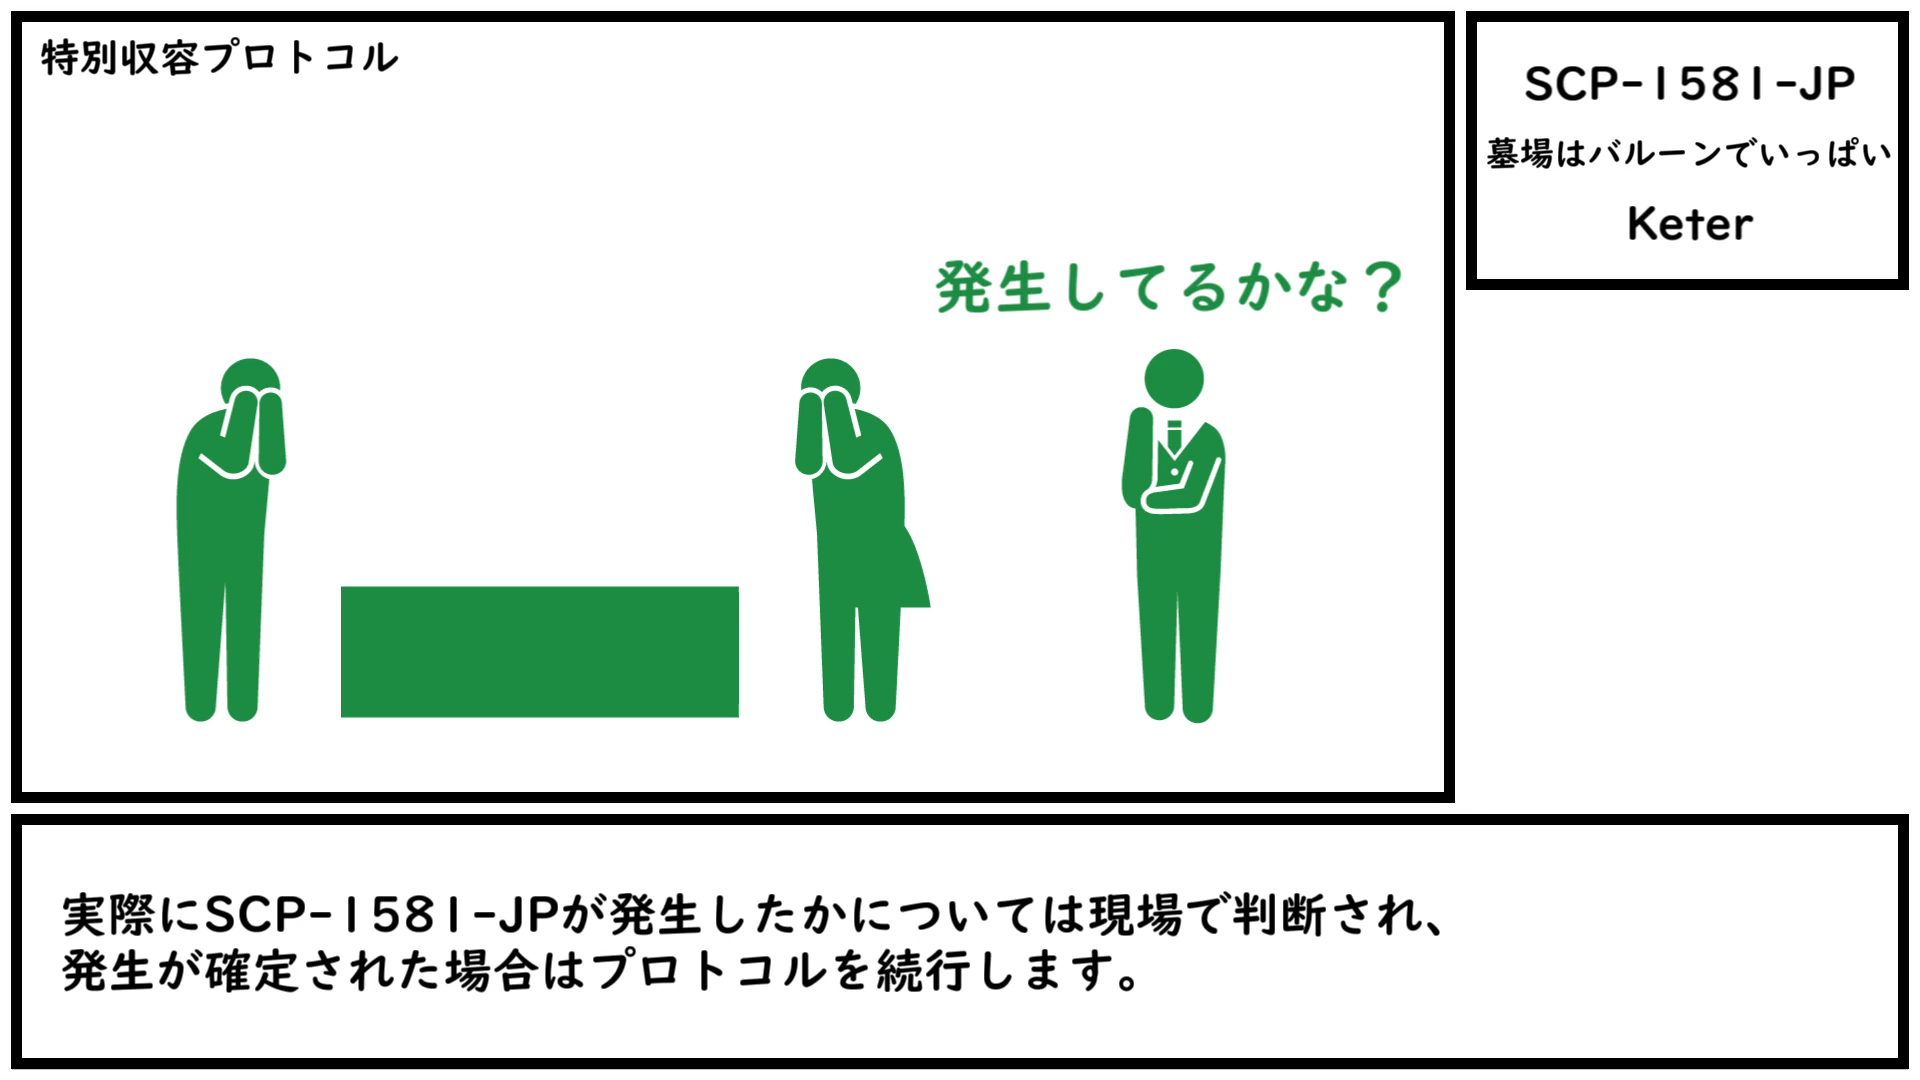 特別収容プロトコル
SCP-1581-JP
墓場はバルーンでいっぱい
Keter
発生してるかな？
実際にSCP-1581-JPが発生したかについては現場で判断され、
発生が確定された場合はプロトコルを続行します。